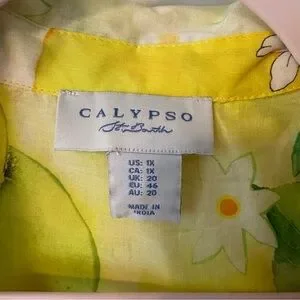 CALYPSO
St. Barth
US: 1X
CA: 1X
UK: 20
EU: 46
AU: 20
MADE IN
INDIA